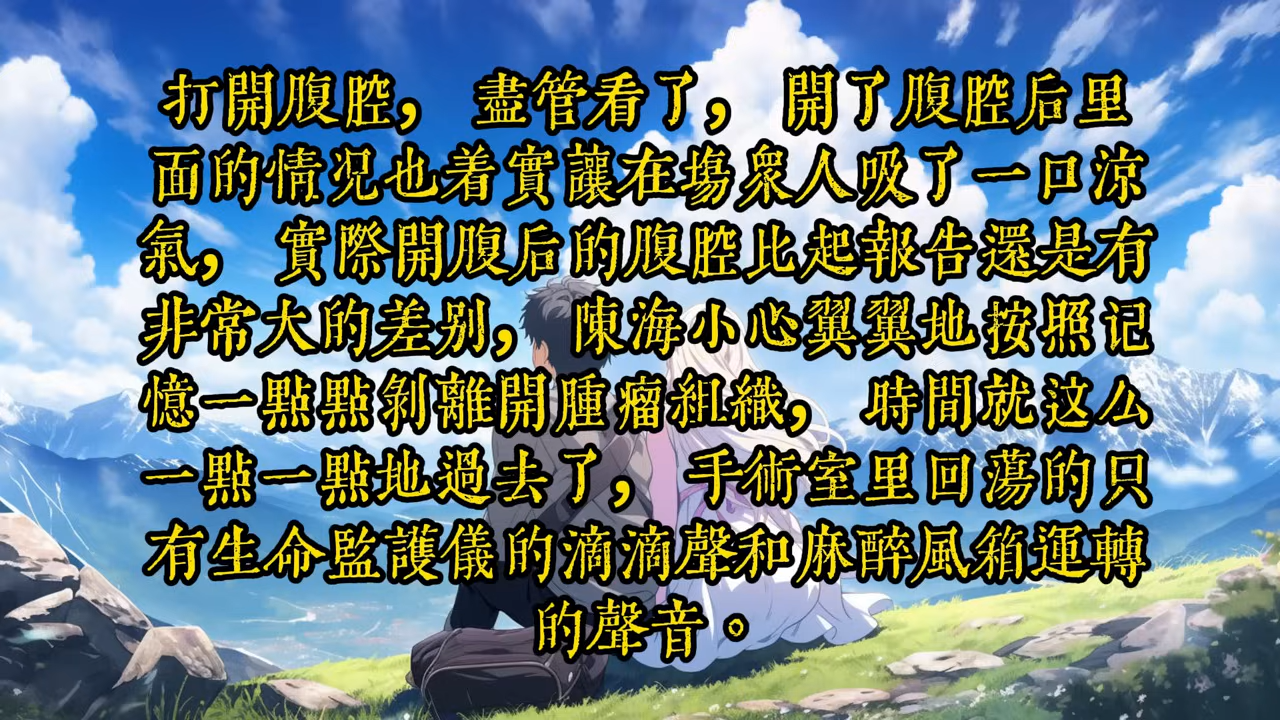 打開腹腔， 盡管看了， 開了腹腔后里
面的情况也着實讓在場衆人吸了一口涼
氣， 實際開腹后的腹腔比起報告還是有
非常大的差别， 陳海小心翼翼地按照记
憶一點點剝離開腫瘤組織， 時間就这么
一點一點地過去了， 手術室里回蕩的只
有生命監護儀的滴滴聲和麻醉風箱運轉
的聲音。